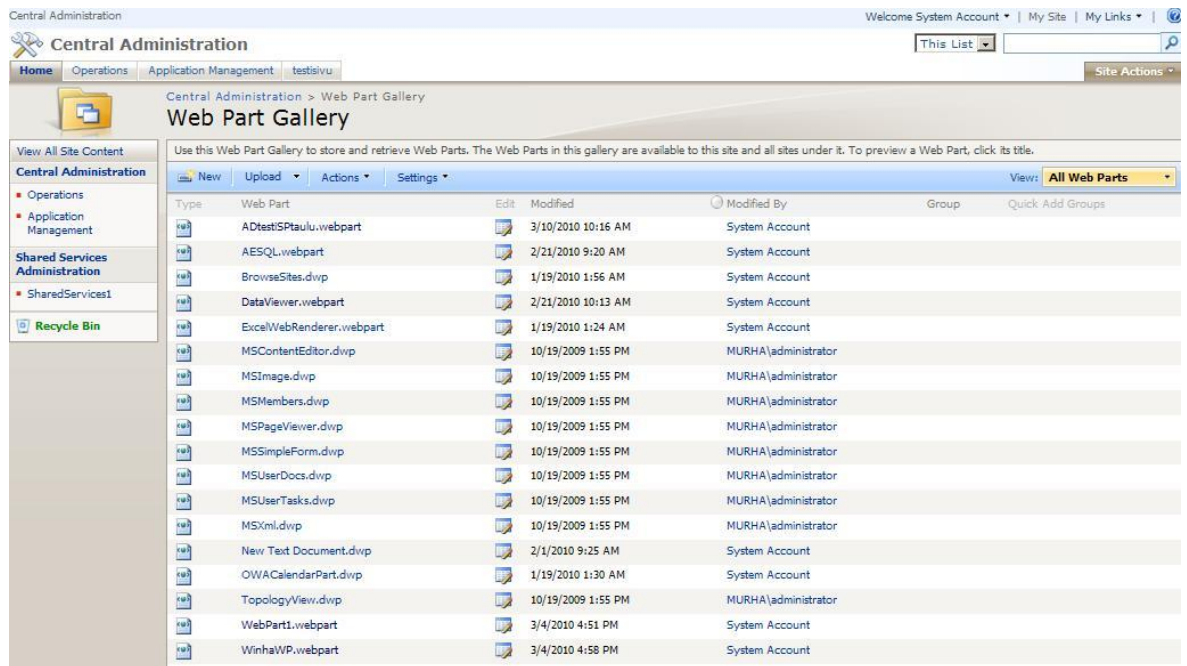 Central Administration
Welcome System Account | My Site | My Links |
Central Administration
This List
Home Operations Application Management testisivu
Site Actions
Central Administration > Web Part Gallery
Web Part Gallery
View All Site Content
Central Administration
Operations
Application
Management
Shared Services
Administration
SharedServices1
Recycle Bin
Use this Web Part Gallery to store and retrieve Web Parts. The Web Parts in this gallery are available to this site and all sites under it. To preview a Web Part, click its title.
New Upload Actions Settings
View: All Web Parts
Type Web Part Edit Modified Modified By Group Quick Add Groups
ADtestiSPtaulu.webpart 3/10/2010 10:16 AM System Account
AESQL.webpart 2/21/2010 9:20 AM System Account
BrowseSites.dwp 1/19/2010 1:56 AM System Account
DataViewer.webpart 2/21/2010 10:13 AM System Account
ExcelWebRenderer.webpart 1/19/2010 1:24 AM System Account
MSContentEditor.dwp 10/19/2009 1:55 PM MURHA\administrator
MSImage.dwp 10/19/2009 1:55 PM MURHA\administrator
MSMembers.dwp 10/19/2009 1:55 PM MURHA\administrator
MSPageViewer.dwp 10/19/2009 1:55 PM MURHA\administrator
MSSimpleForm.dwp 10/19/2009 1:55 PM MURHA\administrator
MSUserDocs.dwp 10/19/2009 1:55 PM MURHA\administrator
MSUserTasks.dwp 10/19/2009 1:55 PM MURHA\administrator
MSXml.dwp 10/19/2009 1:55 PM MURHA\administrator
New Text Document.dwp 2/1/2010 9:25 AM System Account
OWACalendarPart.dwp 1/19/2010 1:30 AM System Account
TopologyView.dwp 10/19/2009 1:55 PM MURHA\administrator
WebPart1.webpart 3/4/2010 4:51 PM System Account
WinhaWP.webpart 3/4/2010 4:58 PM System Account